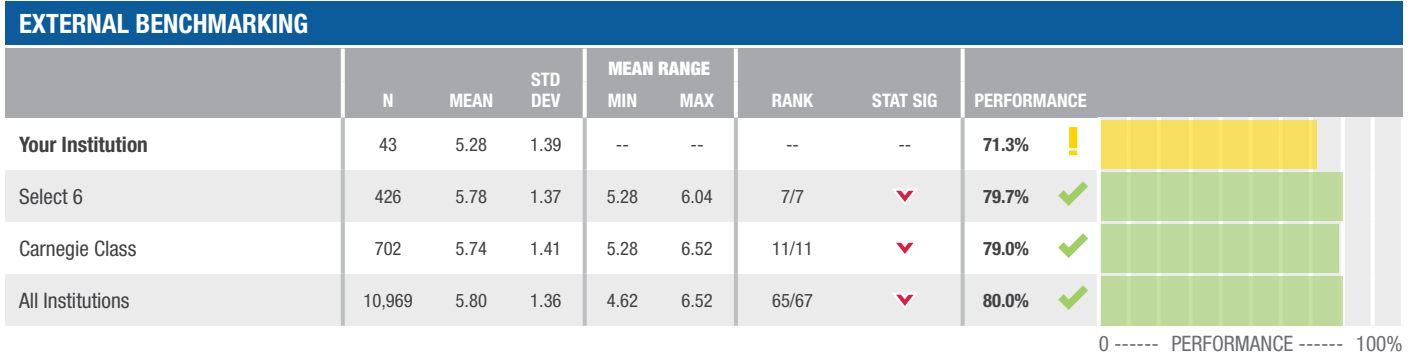 EXTERNAL BENCHMARKING
N MEAN STD DEV MEAN RANGE MIN MAX RANK STAT SIG PERFORMANCE
Your Institution 43 5.28 1.39 -- -- -- -- 71.3% !
Select 6 426 5.78 1.37 5.28 6.04 7/7 79.7%
Carnegie Class 702 5.74 1.41 5.28 6.52 11/11 79.0%
All Institutions 10,969 5.80 1.36 4.62 6.52 65/67 80.0%
0 ------ PERFORMANCE ------ 100%